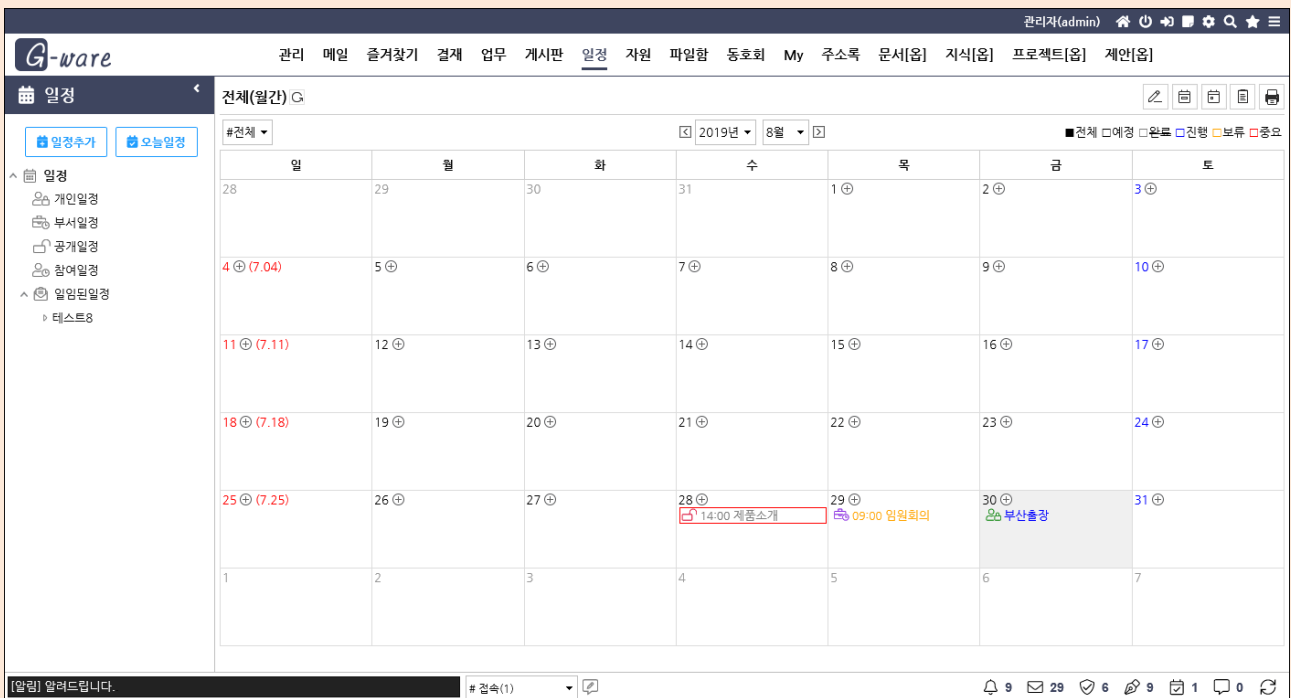 관리자(admin)
G-ware
관리 메일 즐겨찾기 결재 업무 게시판 일정 자원 파일함 동호회 My 주소록 문서[옵] 지식[옵] 프로젝트[옵] 제안[옵]
일정
전체(월간)
일정추가 오늘일정
#전체 2019년 8월 ■전체 □예정 □완료 □진행 □보류 □중요
일정
개인일정
부서일정
공개일정
참여일정
일임된일정
테스트8
일 월 화 수 목 금 토
28 29 30 31 1 2 3
4 (7.04) 5 6 7 8 9 10
11 (7.11) 12 13 14 15 16 17
18 (7.18) 19 20 21 22 23 24
25 (7.25) 26 27 28 29 30 31
14:00 제품소개 09:00 임원회의 부산출장
1 2 3 4 5 6 7
[알림] 알려드립니다. # 접속(1) 9 29 6 9 1 0